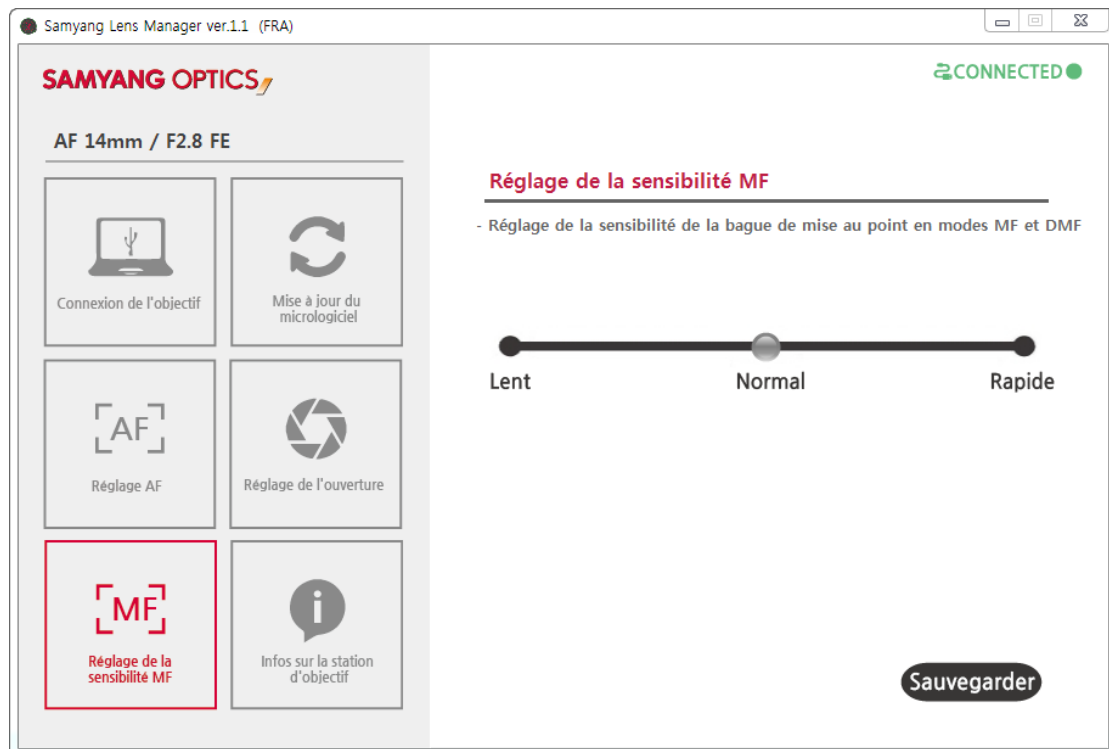 Samyang Lens Manager ver.1.1 (FRA)
SAMYANG OPTICS
CONNECTED
AF 14mm / F2.8 FE
Connexion de l'objectif
Mise à jour du
micrologiciel
AF
Réglage AF
Réglage de l'ouverture
MF
Réglage de la
sensibilité MF
i
Infos sur la station
d'objectif
Réglage de la sensibilité MF
- Réglage de la sensibilité de la bague de mise au point en modes MF et DMF
Lent Normal Rapide
Sauvegarder